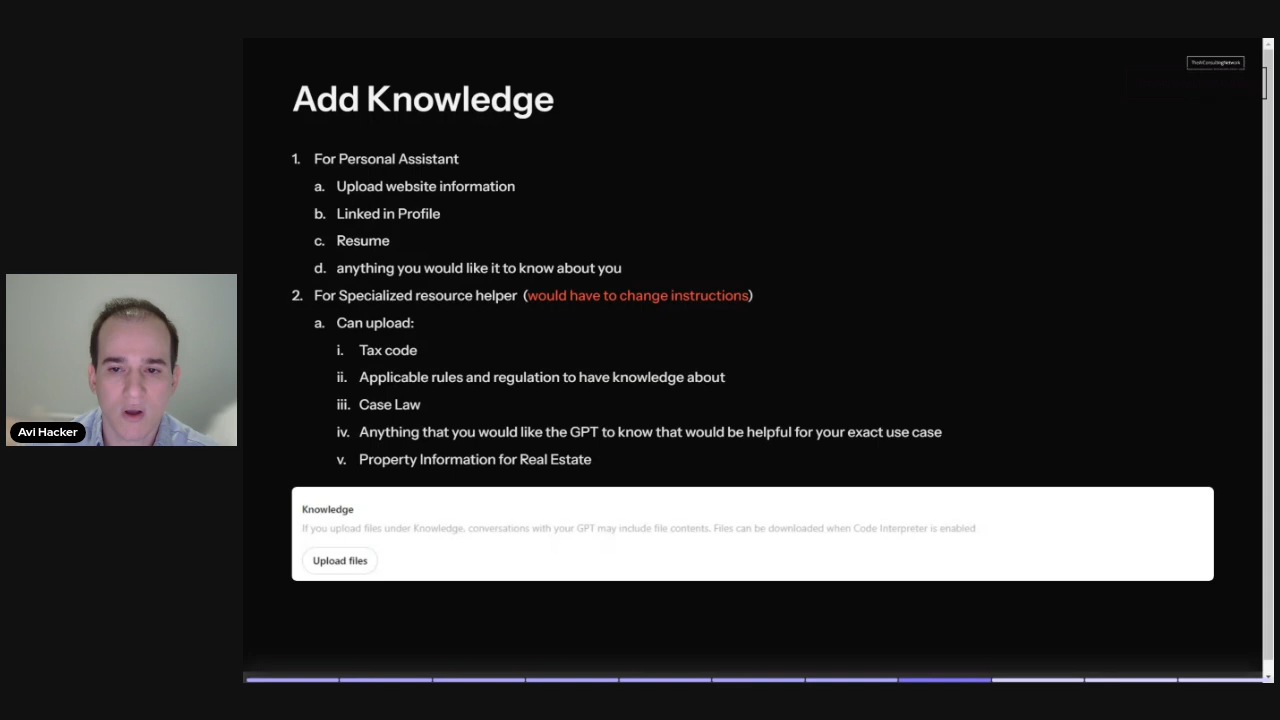 Add Knowledge
1. For Personal Assistant
a. Upload website information
b. Linked in Profile
c. Resume
d. anything you would like it to know about you
2. For Specialized resource helper (would have to change instructions)
a. Can upload:
i. Tax code
ii. Applicable rules and regulation to have knowledge about
iii. Case Law
iv. Anything that you would like the GPT to know that would be helpful for your exact use case
v. Property Information for Real Estate
Knowledge
If you upload files under Knowledge, conversations with your GPT may include file contents. Files can be downloaded when Code Interpreter is enabled
Upload files
Avi Hacker